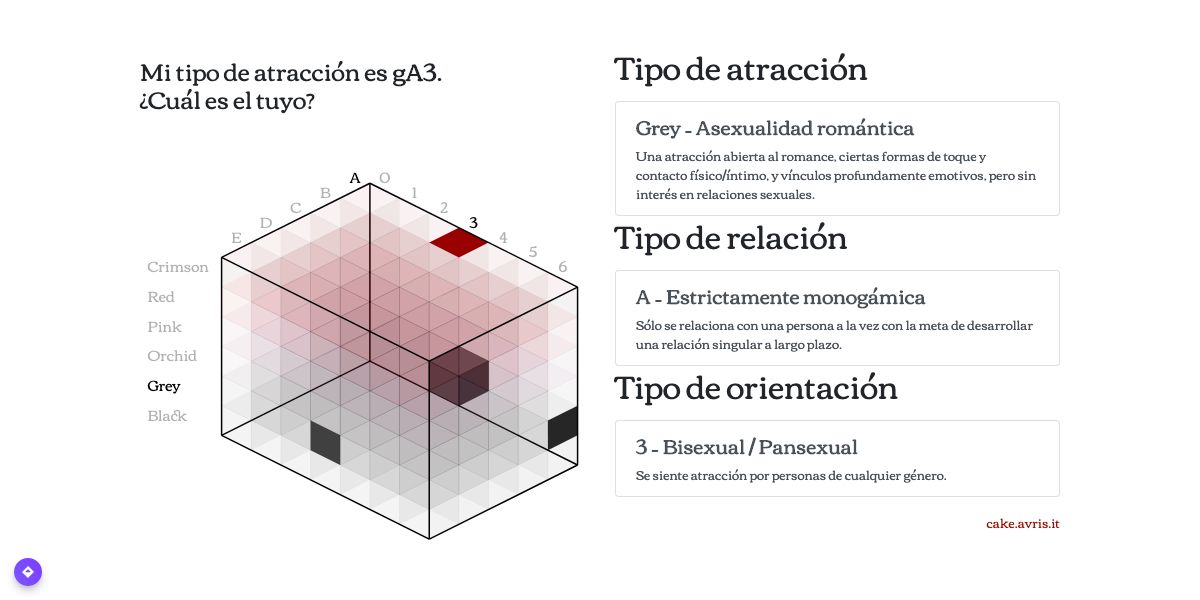 Mi tipo de atracción es gA3.
¿Cuál es el tuyo?
A
O
B
1
C
2
D
3
E
4
5
6
Crimson
Red
Pink
Orchid
Grey
Black
Tipo de atracción
Grey - Asexualidad romántica
Una atracción abierta al romance, ciertas formas de toque y
contacto físico/íntimo, y vínculos profundamente emotivos, pero sin
interés en relaciones sexuales.
Tipo de relación
A - Estrictamente monogámica
Sólo se relaciona con una persona a la vez con la meta de desarrollar
una relación singular a largo plazo.
Tipo de orientación
3 - Bisexual / Pansexual
Se siente atracción por personas de cualquier género.
cake.avris.it